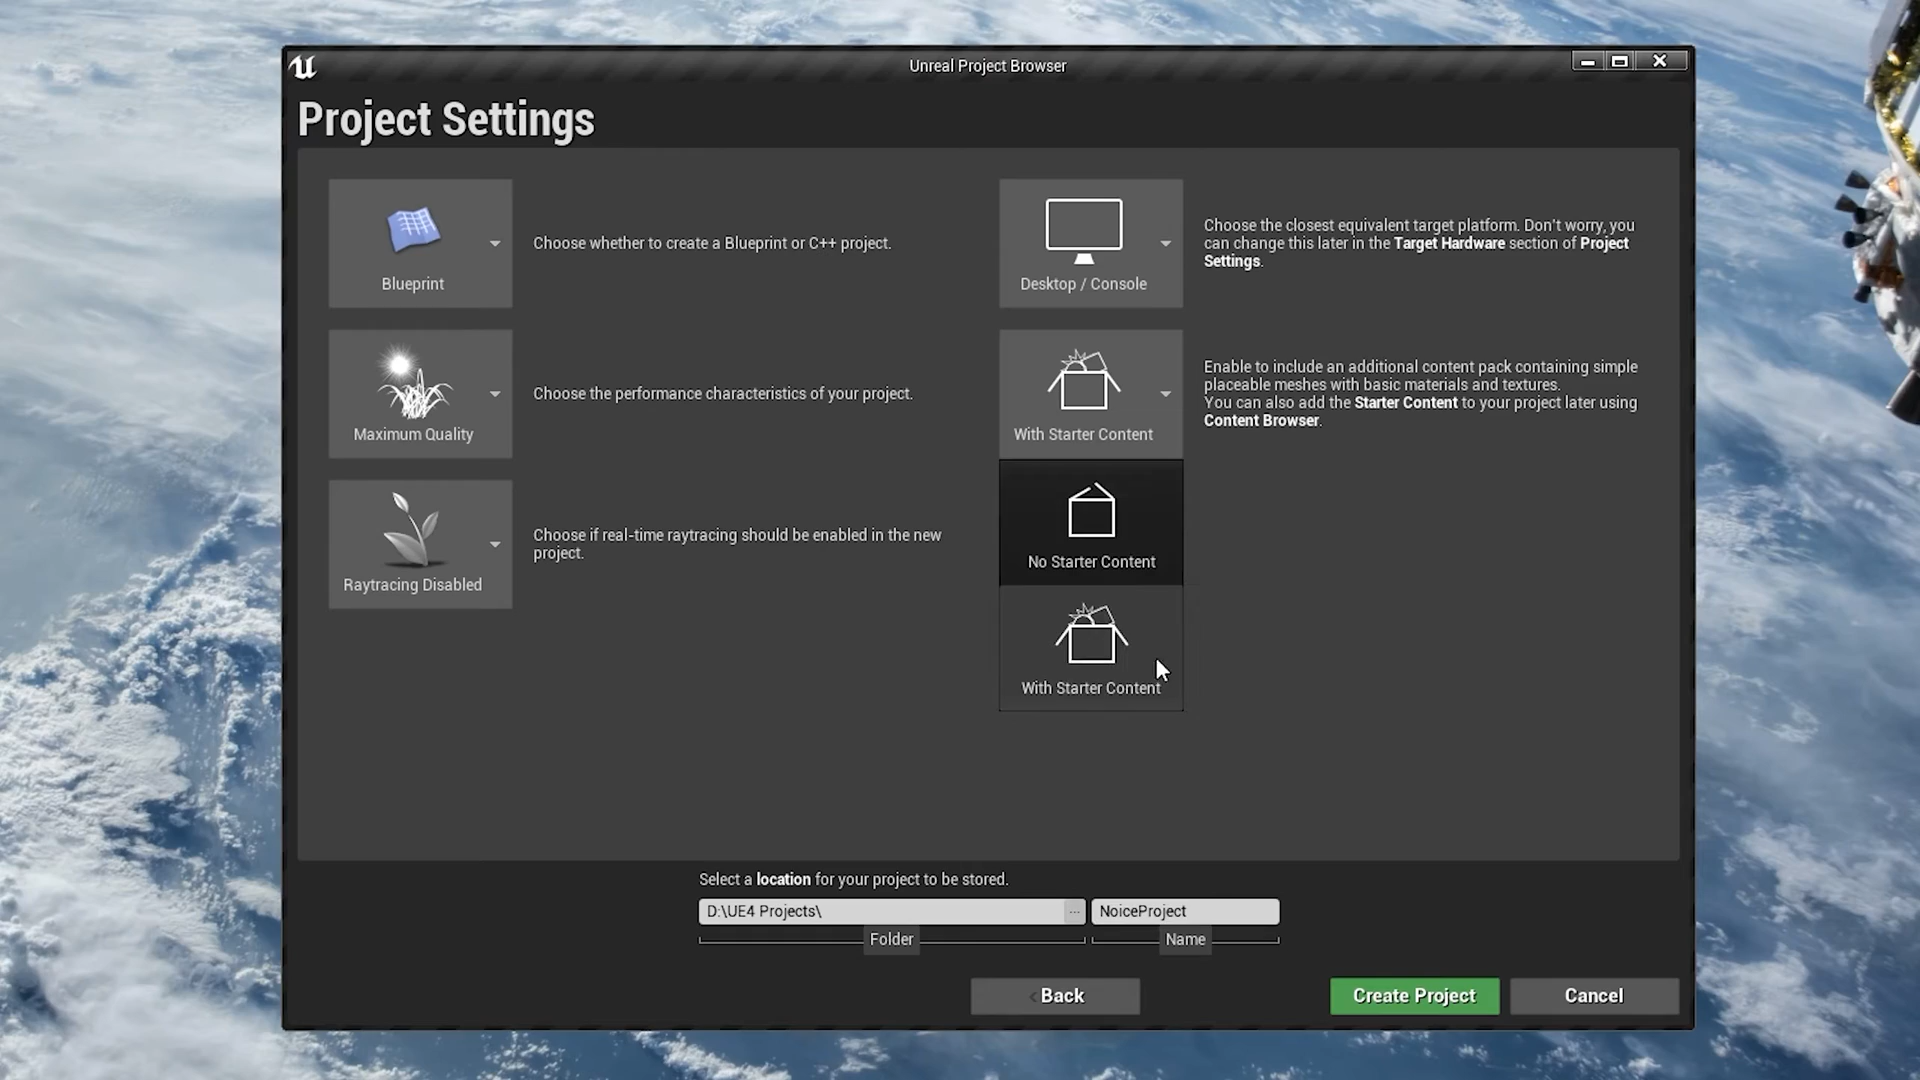 Unreal Project Browser
Project Settings
Blueprint
Choose whether to create a Blueprint or C++ project.
Desktop / Console
Choose the closest equivalent target platform. Don't worry, you
can change this later in the Target Hardware section of Project
Settings.
Maximum Quality
Choose the performance characteristics of your project.
With Starter Content
Enable to include an additional content pack containing simple
placeable meshes with basic materials and textures.
You can also add the Starter Content to your project later using
Content Browser.
Raytracing Disabled
Choose if real-time raytracing should be enabled in the new
project.
No Starter Content
With Starter Content
Select a location for your project to be stored.
D:\UE4 Projects\
...
NoiceProject
Folder
Name
Back
Create Project
Cancel